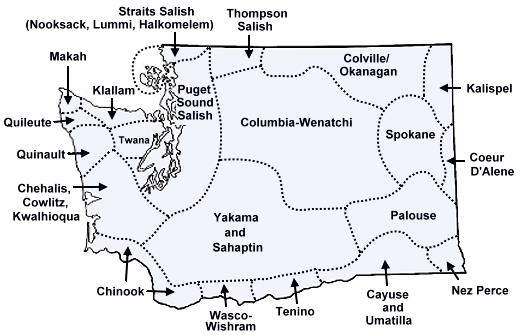 Straits Salish
(Nooksack, Lummi, Halkomelem)
Thompson
Salish
Makah
Klallam
Puget
Sound
Salish
Colville/
Okanagan
Kalispel
Quileute
Twana
Columbia-Wenatchi
Spokane
Quinault
Coeur
D'Alene
Chehalis,
Cowlitz,
Kwalhioqua
Yakama
and
Sahaptin
Palouse
Chinook
Wasco-
Wishram
Tenino
Cayuse
and
Umatilla
Nez Perce